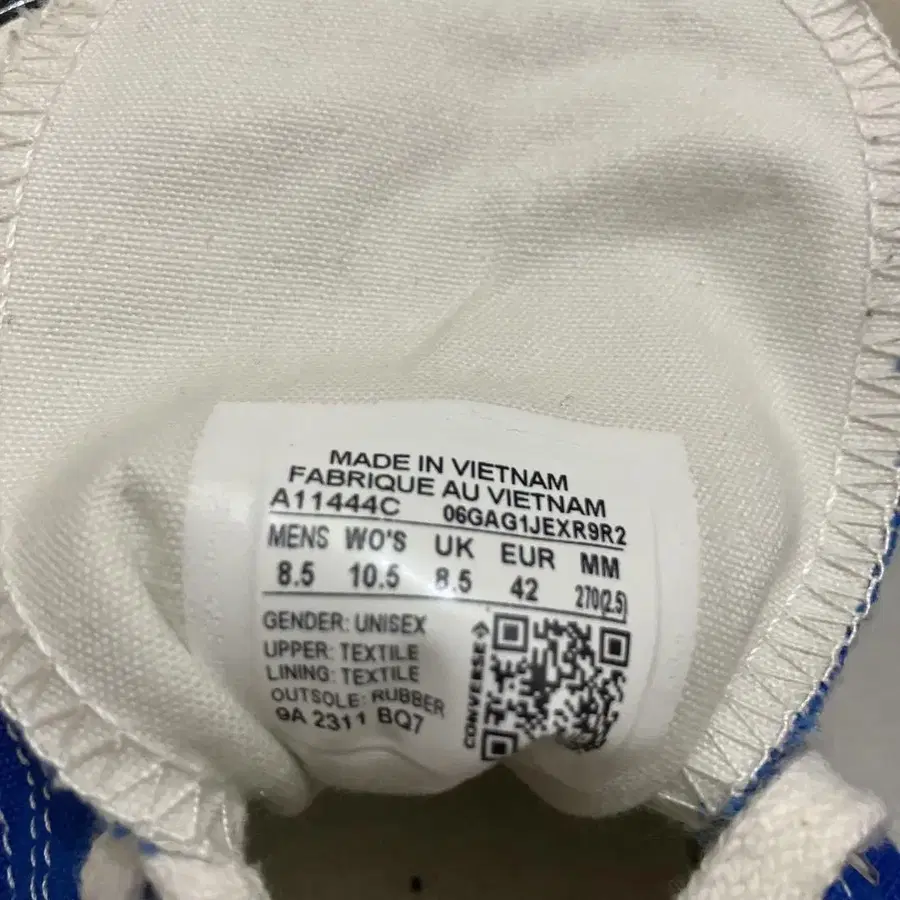 MADE IN VIETNAM
FABRIQUE AU VIETNAM
A11444C 06GAG1JEXR9R2
MENS WO'S UK EUR MM
8.5 10.5 8.5 42 270(2.5)
GENDER: UNISEX
UPPER: TEXTILE
LINING: TEXTILE
OUTSOLE: RUBBER
9A 2311 BQ7
CONVERSE